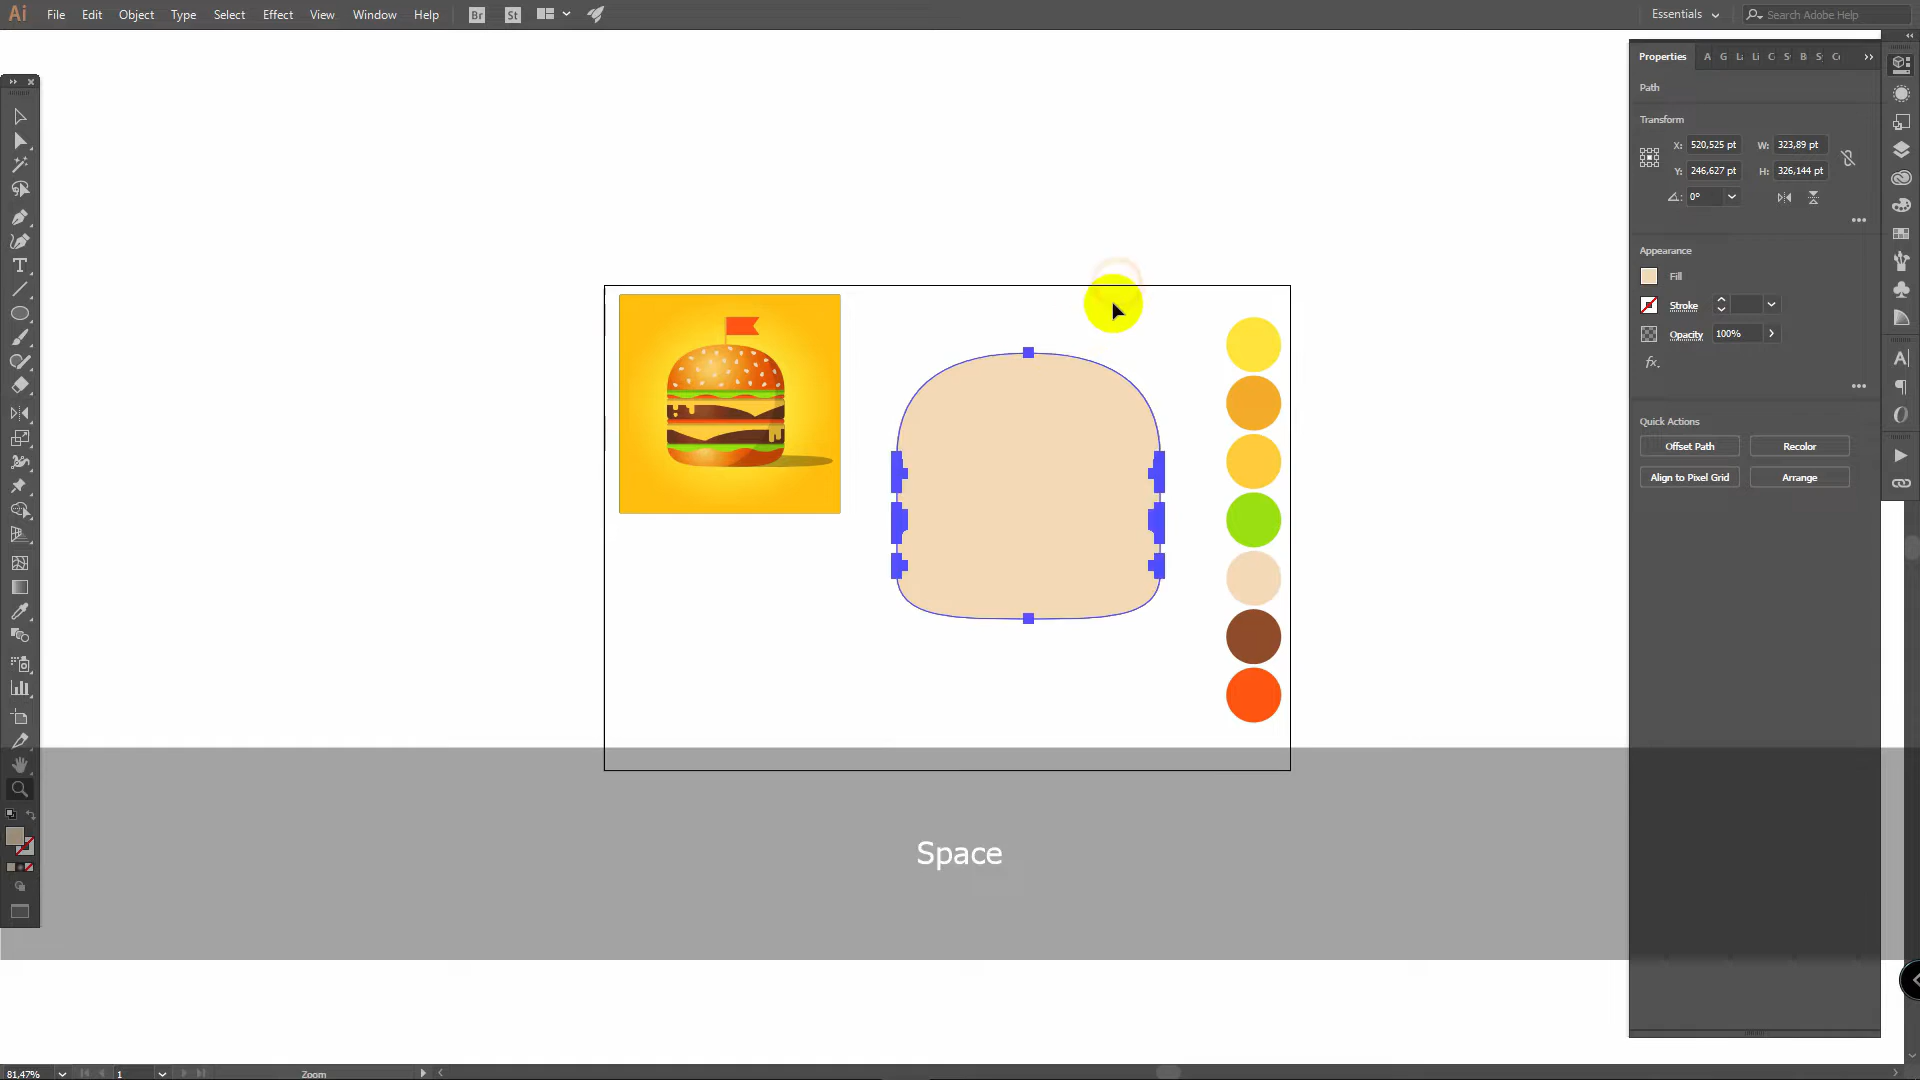 Ai File Edit Object Type Select Effect View Window Help Br St
Essentials Search Adobe Help
Properties A G Li C S B S C
Path
Transform
X: 520,525 pt W: 323,89 pt
Y: 246,627 pt H: 326,144 pt
0°
Appearance
Fill
Stroke
Opacity 100%
fx.
Quick Actions
Offset Path Recolor
Align to Pixel Grid Arrange
Space
81,47% 1 Zoom